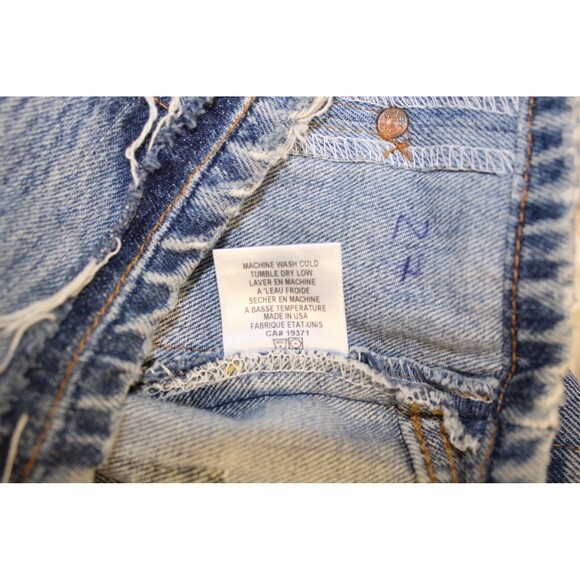 MACHINE WASH COLD
TUMBLE DRY LOW
LAVER EN MACHINE
A 'LEAU FROIDE
SECHER EN MACHINE
A BASSE TEMPERATURE
MADE IN USA
FABRIQUE ETAT-UNIS
CA# 19371